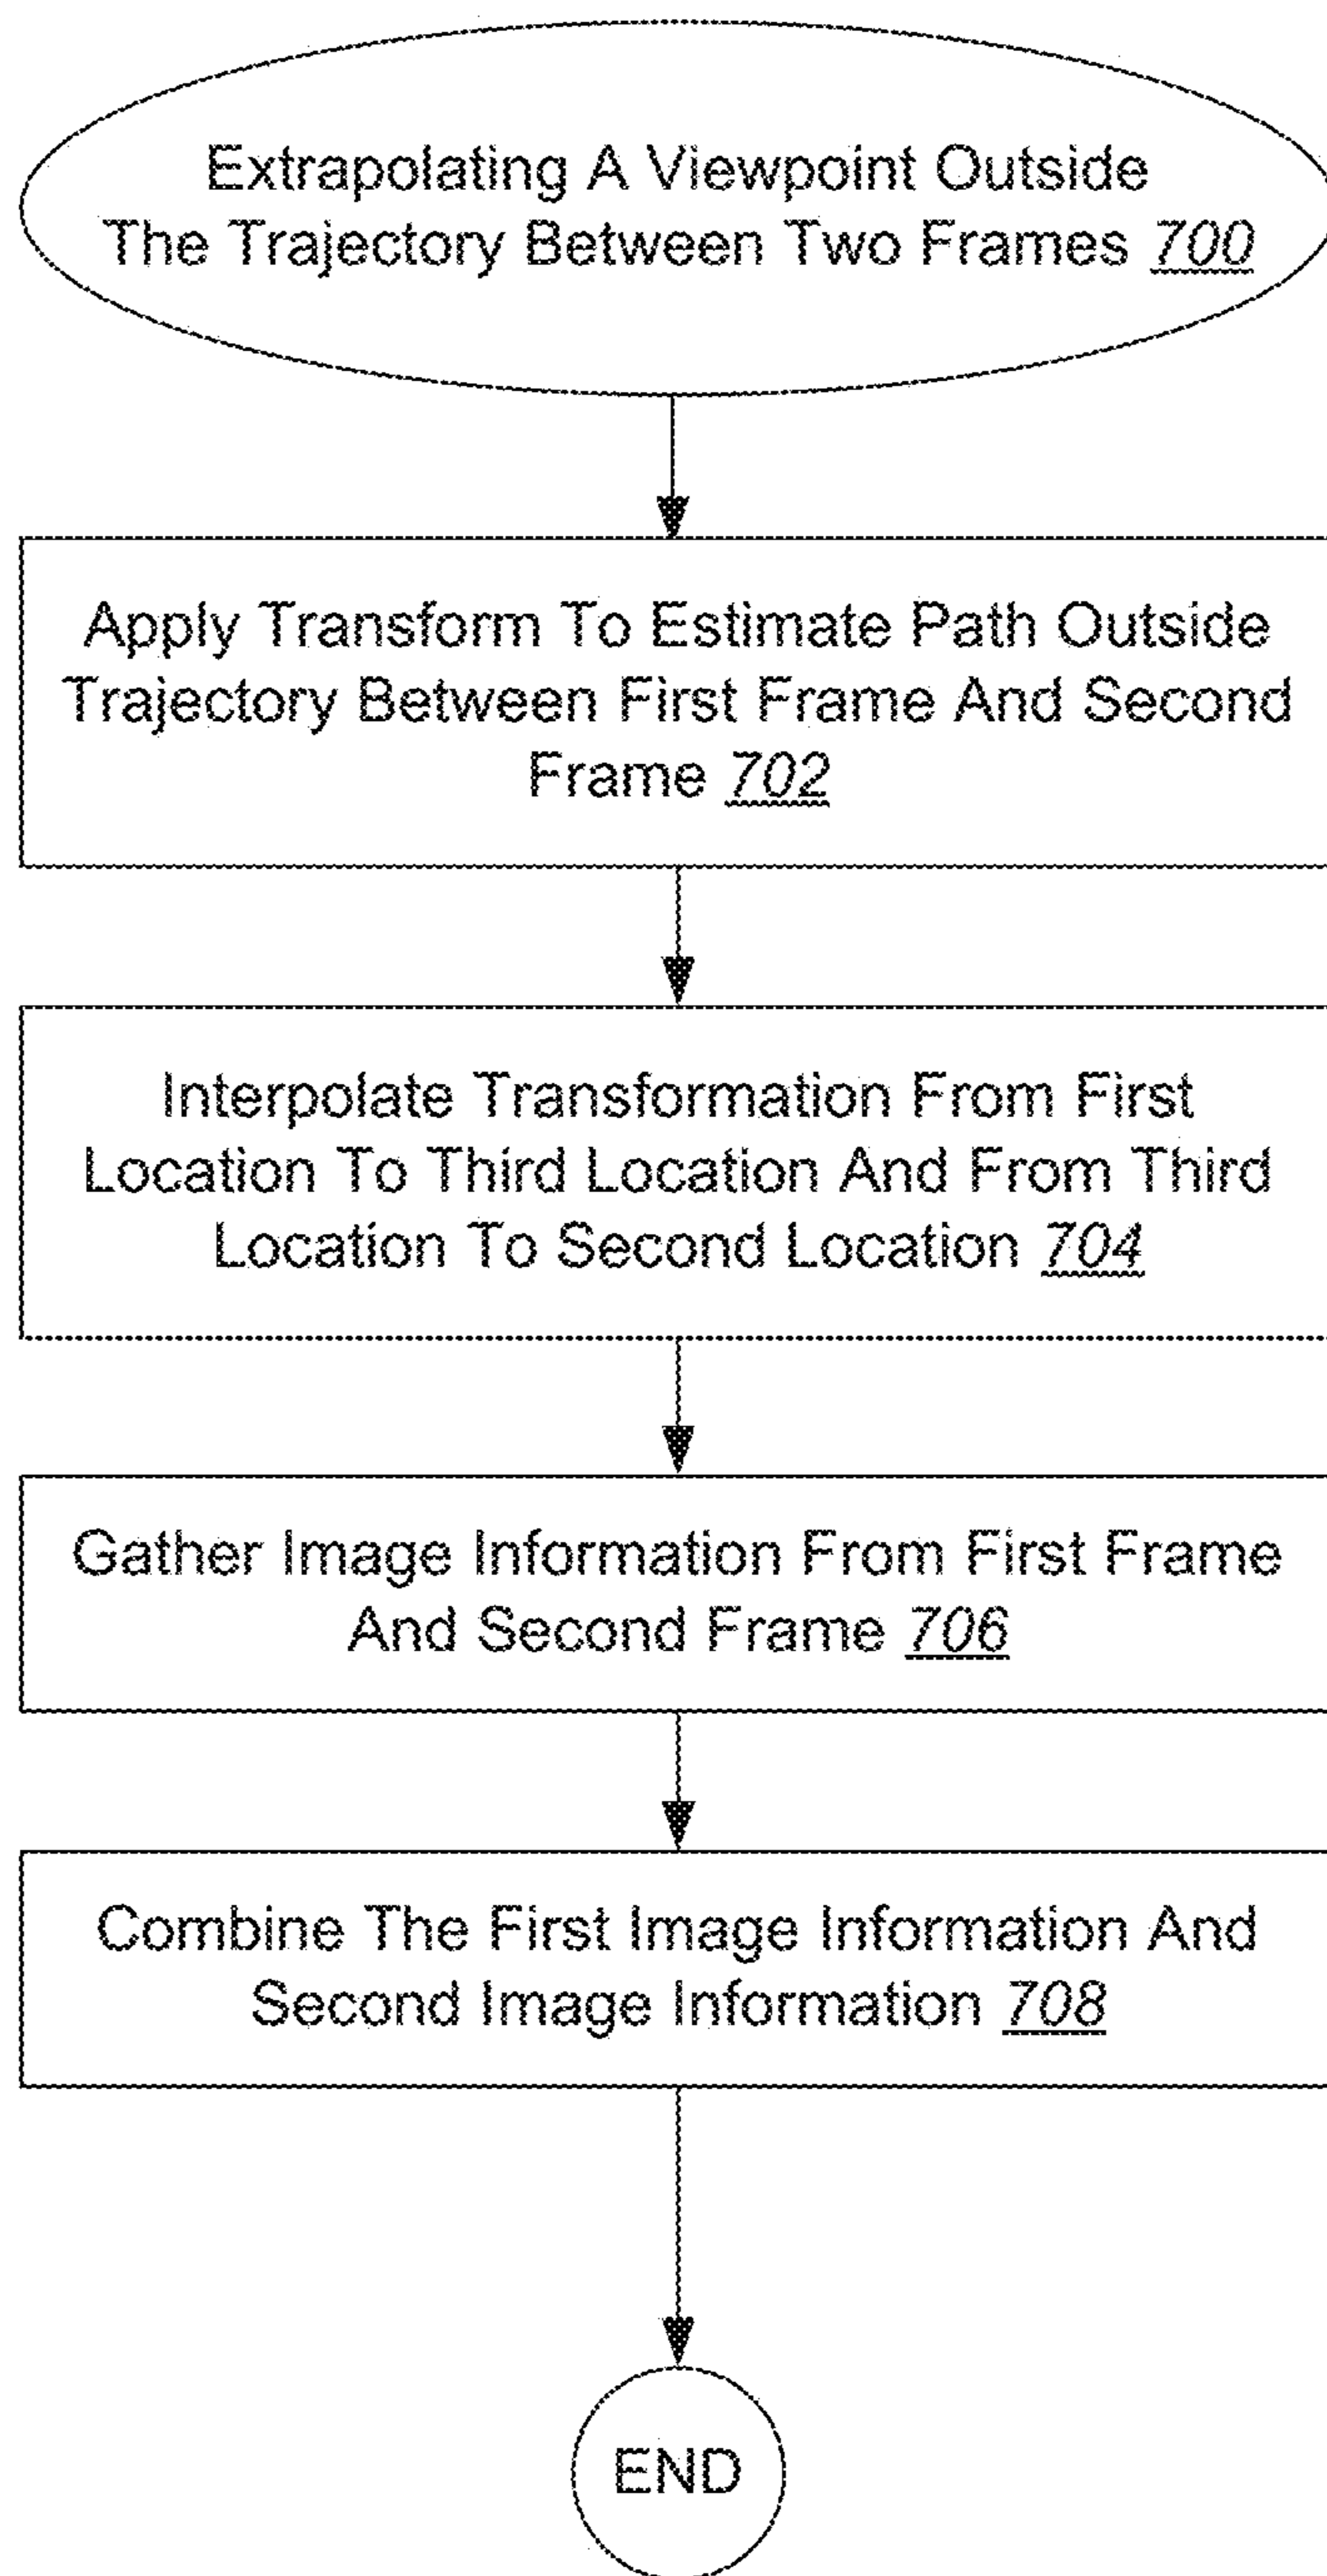 Extrapolating A Viewpoint Outside
The Trajectory Between Two Frames 700
Apply Transform To Estimate Path Outside
Trajectory Between First Frame And Second
Frame 702
Interpolate Transformation From First
Location To Third Location And From Third
Location To Second Location 704
Gather Image Information From First Frame
And Second Frame 706
Combine The First Image Information And
Second Image Information 708
END